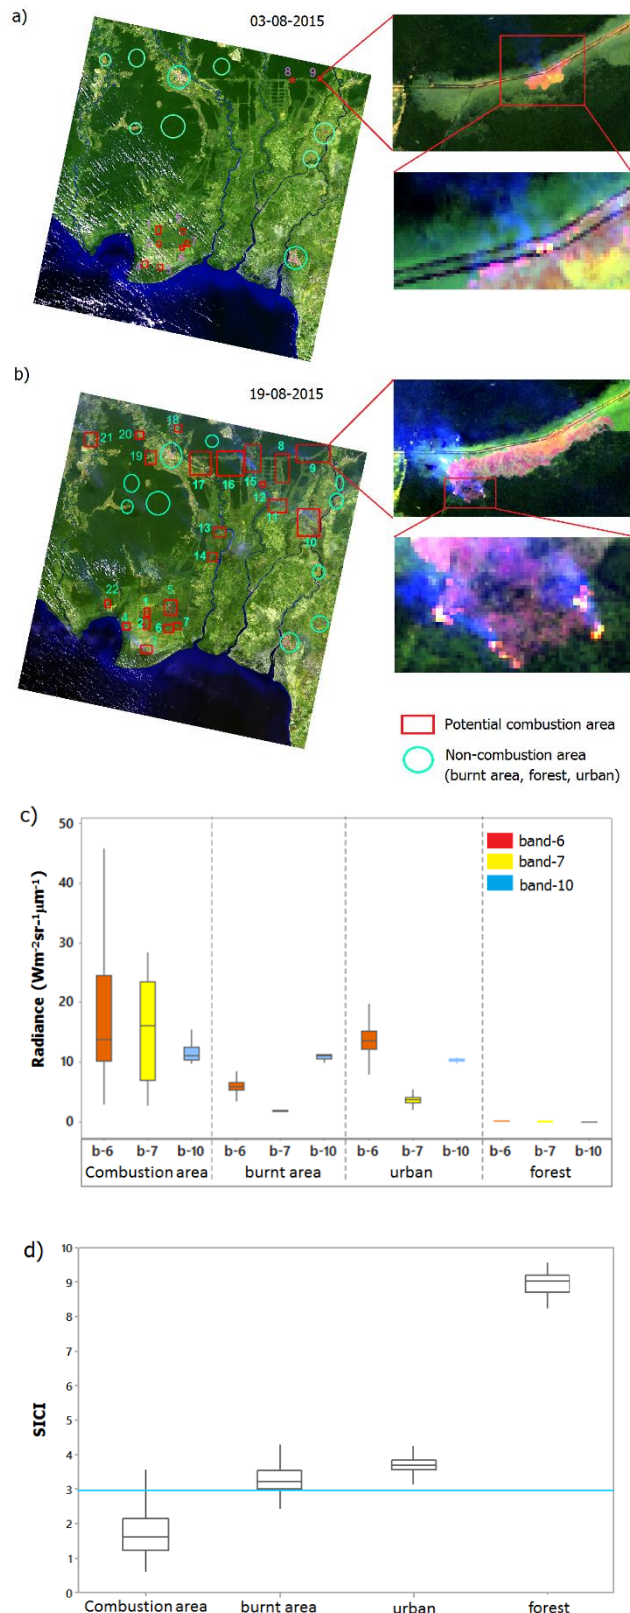 a)
03-08-2015
8 9
b)
19-08-2015
18
20
21
19
8
15
9
17
16
12
11
10
13
14
22
5
1
4
2
6
7
Potential combustion area
Non-combustion area
(burnt area, forest, urban)
c)
50
40
30
20
10
0
Radiance (Wm⁻²sr⁻¹μm⁻¹)
band-6
band-7
band-10
b-6 b-7 b-10 b-6 b-7 b-10 b-6 b-7 b-10 b-6 b-7 b-10
Combustion area burnt area urban forest
d)
10
9
8
7
6
5
4
3
2
1
0
SICI
Combustion area burnt area urban forest